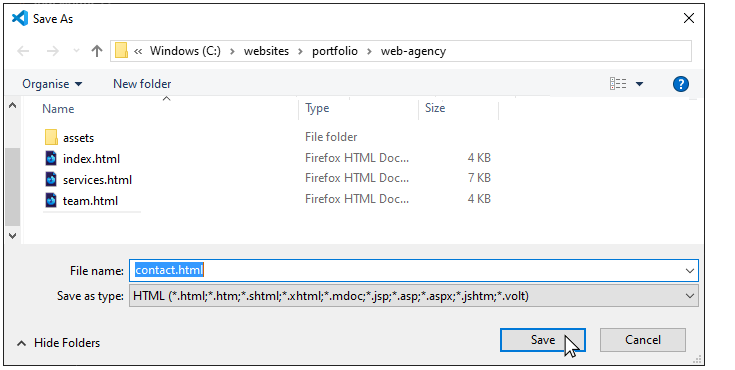 Save As
« Windows (C:) > websites > portfolio > web-agency
Organise New folder ?
Name Type Size
assets File folder
index.html Firefox HTML Doc... 4 KB
services.html Firefox HTML Doc... 7 KB
team.html Firefox HTML Doc... 4 KB
File name: contact.html
Save as type: HTML (*.html;*.htm;*.shtml;*.xhtml;*.mdoc;*.jsp;*.asp;*.aspx;*.jshtm;*.volt)
Hide Folders Save Cancel